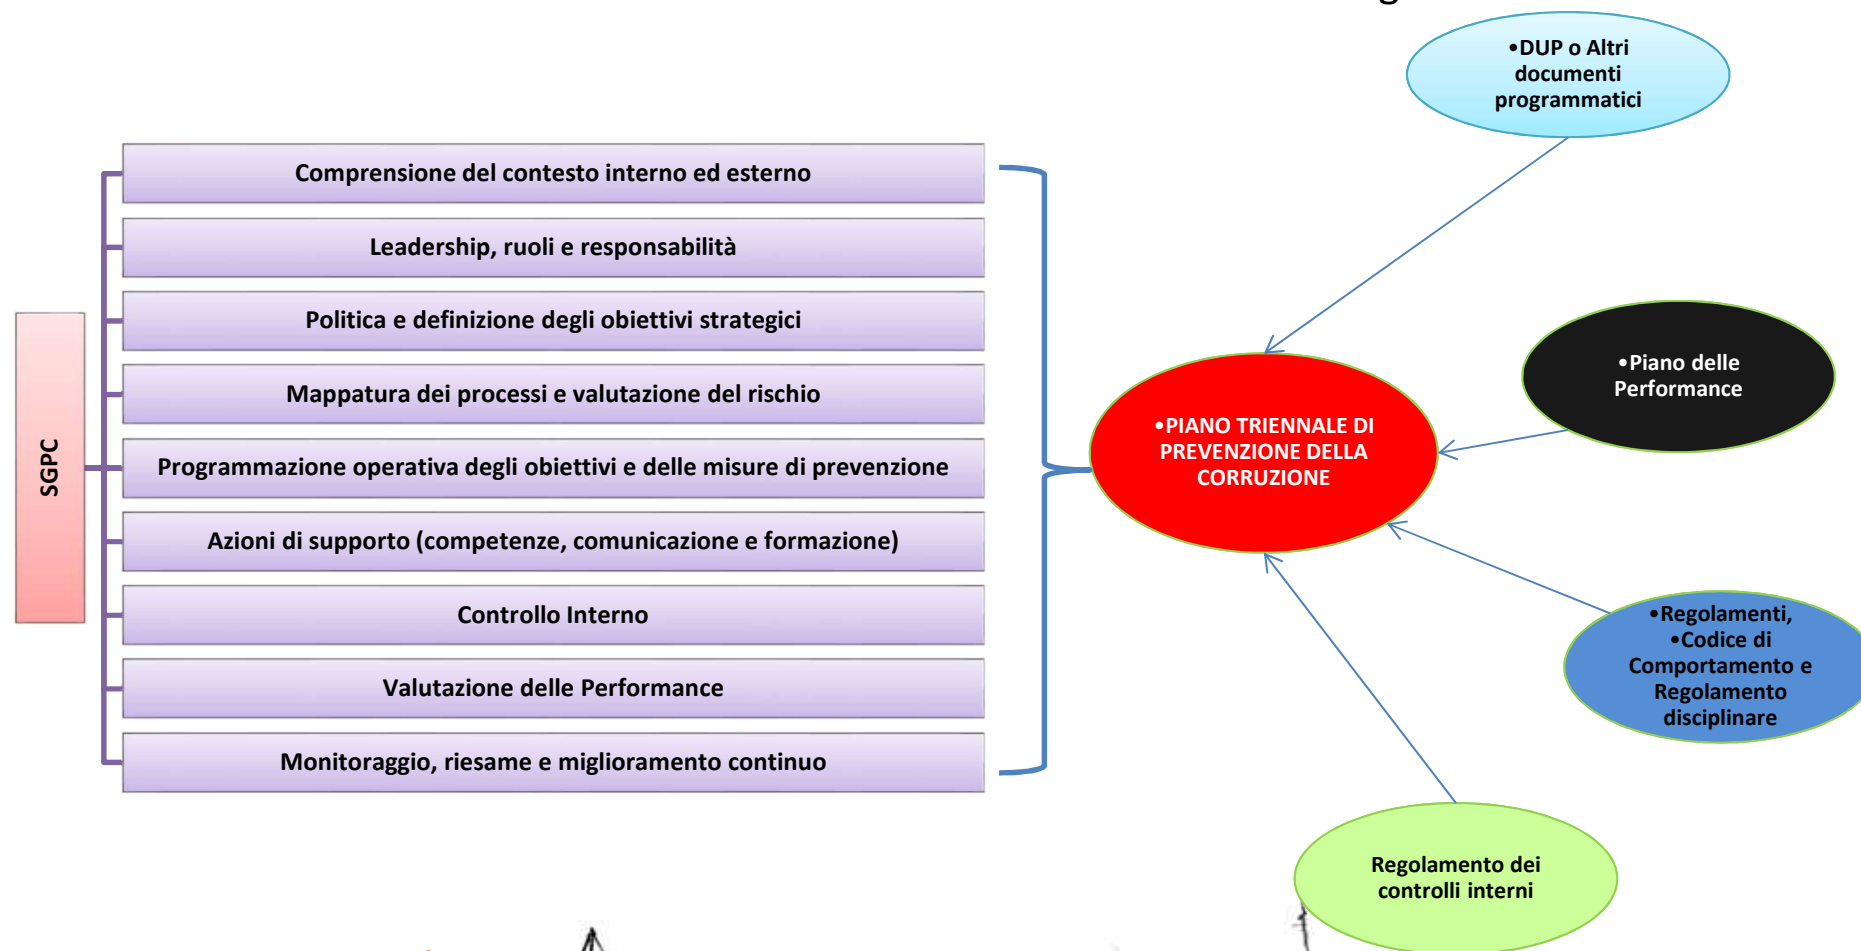 g
•DUP o Altri
documenti
programmatici
Comprensione del contesto interno ed esterno
Leadership, ruoli e responsabilità
Politica e definizione degli obiettivi strategici
Mappatura dei processi e valutazione del rischio
Programmazione operativa degli obiettivi e delle misure di prevenzione
Azioni di supporto (competenze, comunicazione e formazione)
Controllo Interno
Valutazione delle Performance
Monitoraggio, riesame e miglioramento continuo
SGPC
•PIANO TRIENNALE DI
PREVENZIONE DELLA
CORRUZIONE
•Piano delle
Performance
•Regolamenti,
•Codice di
Comportamento e
Regolamento
disciplinare
Regolamento dei
controlli interni